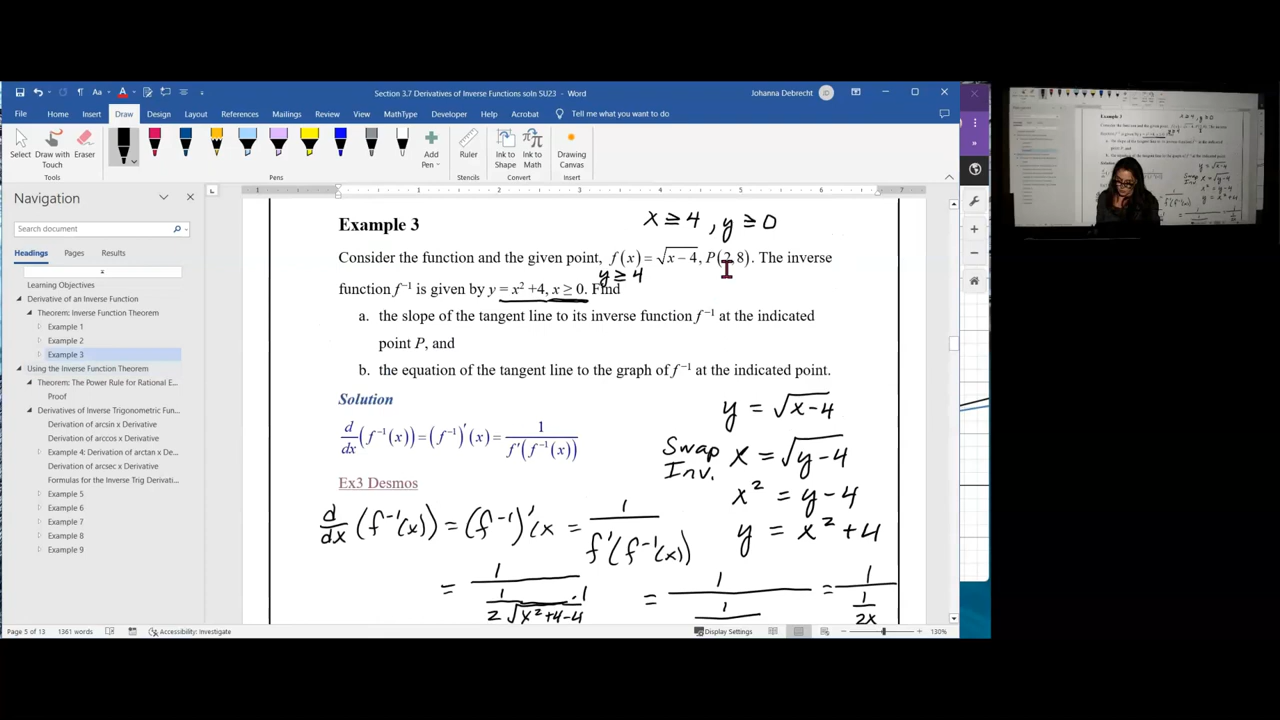 Section 3.7 Derivatives of Inverse Functions soln SU23 - Word
Johanna Debrecht
JD
File Home Insert Draw Design Layout References Mailings Review View MathType Developer Help Acrobat Tell me what you want to do
Select Draw with Touch Eraser Add Pen Ruler Ink to Shape Ink to Math Drawing Canvas
Pens Stencils Convert Insert
Navigation
Search document
Headings Pages Results
Learning Objectives
Derivative of an Inverse Function
Theorem: Inverse Function Theorem
Example 1
Example 2
Example 3
Using the Inverse Function Theorem
Theorem: The Power Rule for Rational E...
Proof
Derivatives of Inverse Trigonometric Fun...
Derivation of arcsin x Derivative
Derivation of arccos x Derivative
Example 4: Derivation of arctan x De...
Derivation of arcsec x Derivative
Formulas for the Inverse Trig Derivati...
Example 5
Example 6
Example 7
Example 8
Example 9
1 1 2 3 4 5 6 7
Example 3
x ≥ 4, y ≥ 0
Consider the function and the given point, f(x) = √(x−4), P(2,8). The inverse
y ≥ 4
function f⁻¹ is given by y = x² +4, x ≥ 0. Find
a. the slope of the tangent line to its inverse function f⁻¹ at the indicated
point P, and
b. the equation of the tangent line to the graph of f⁻¹ at the indicated point.
Solution
d/dx (f⁻¹(x)) = (f⁻¹)′(x) = 1/f′(f⁻¹(x))
Ex3 Desmos
y = √(x−4)
Swap Inv. x = √(y−4)
x² = y−4
y = x²+4
d/dx (f⁻¹(x)) = (f⁻¹)′(x = 1/f′(f⁻¹(x))
= 1/(1/(2√(x²+4−4)) · 1) = 1/(1/ = 1/(1/2x)
Page 5 of 13 1361 words Accessibility: Investigate Display Settings 130%